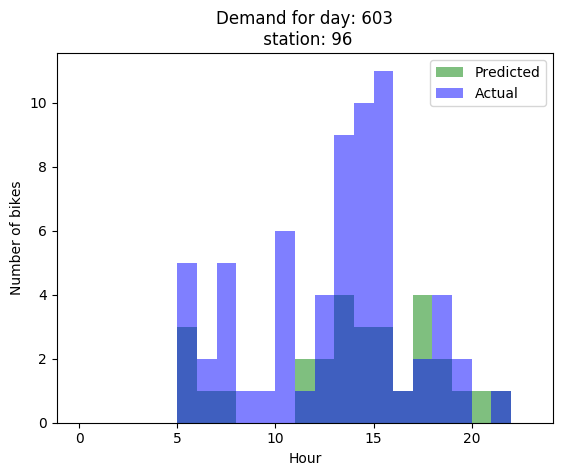 Demand for day: 603
station: 96
Predicted
Actual
Number of bikes
10
8
6
4
2
0
0
5
10
15
20
Hour